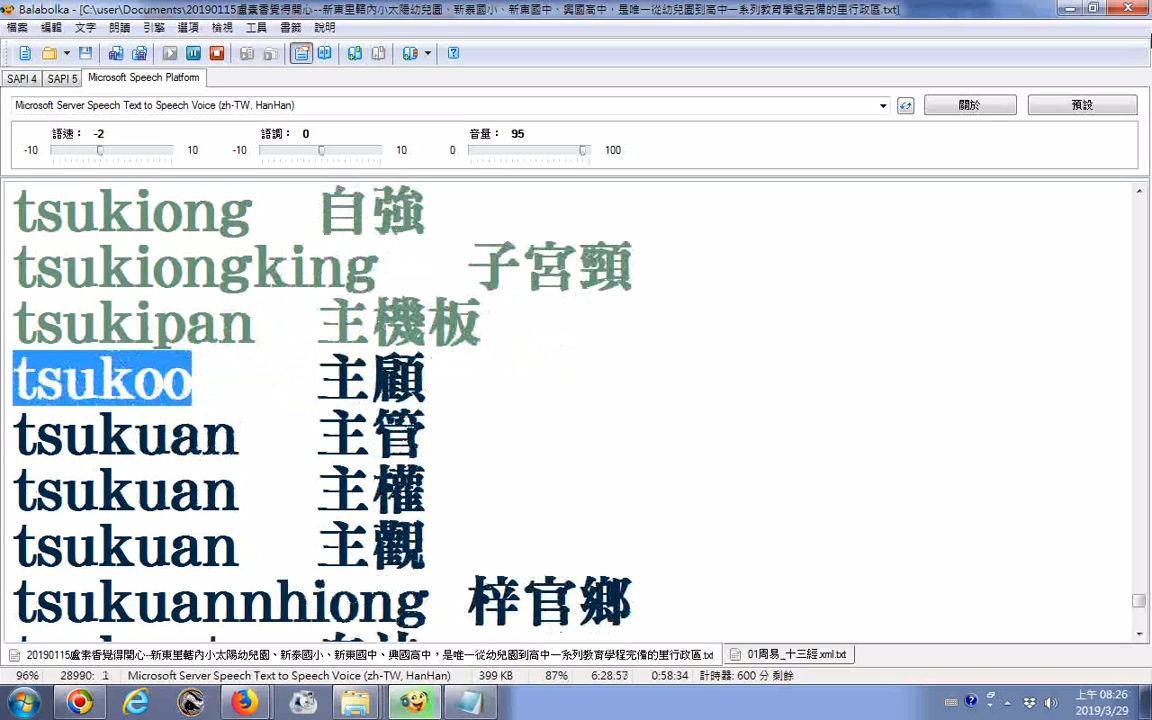 Balabolka - [C:\user\Documents\20190115盧素香覺得開心--新東里轄內小太陽幼兒園、新泰國小、新東國中、興國高中，是唯一從幼兒園到高中一系列教育學程完備的里行政區.txt]
檔案 編輯 文字 朗讀 引擎 選項 檢視 工具 書籤 說明
SAPI 4 SAPI 5 Microsoft Speech Platform
Microsoft Server Speech Text to Speech Voice (zh-TW, HanHan) 關於 預設
語速： -2 語調： 0 音量： 95
-10 10 -10 10 0 100
tsukiong 自強
tsukiongking 子宮頸
tsukipan 主機板
tsukoo 主顧
tsukuan 主管
tsukuan 主權
tsukuan 主觀
tsukuannhiong 梓官鄉
20190115盧素香覺得開心--新東里轄內小太陽幼兒園、新泰國小、新東國中、興國高中，是唯一從幼兒園到高中一系列教育學程完備的里行政區.txt 01周易_十三經.xml.txt
96% 28990: 1 Microsoft Server Speech Text to Speech Voice (zh-TW, HanHan) 399 KB 87% 6:28:57 0:58:34 計時器: 600 分 剩餘
上午 08:26
2019/3/29